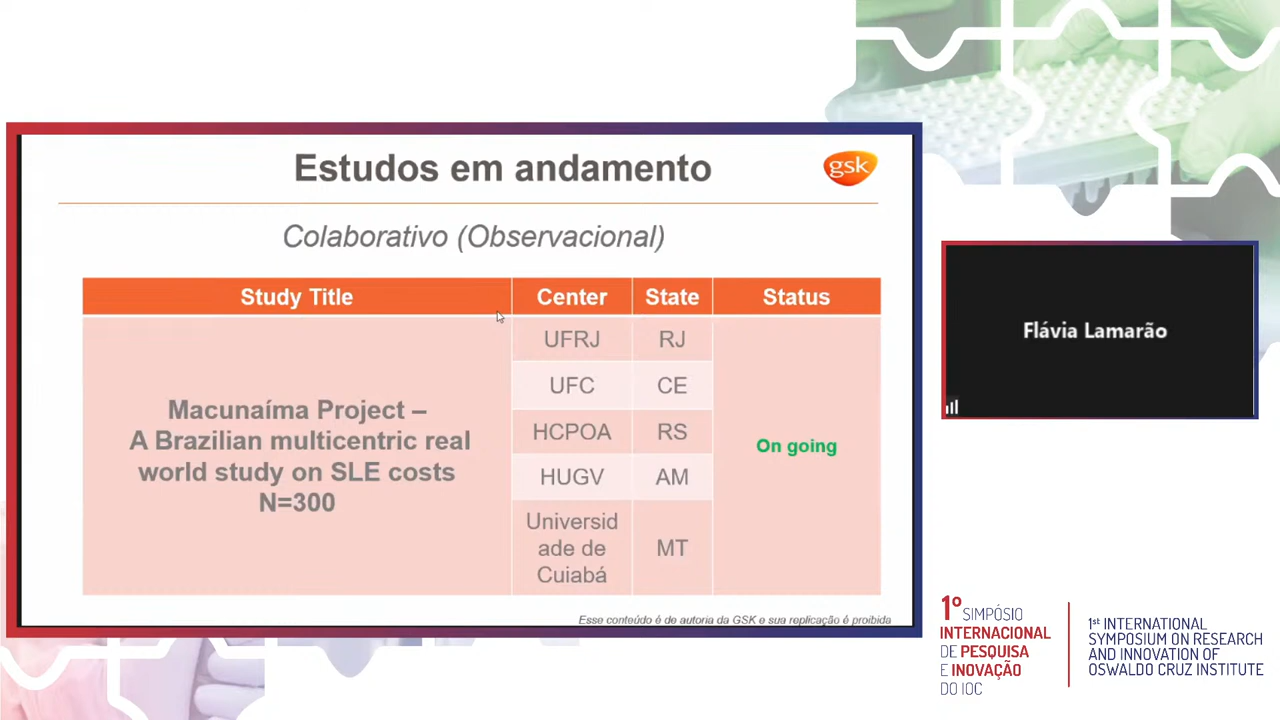 Estudos em andamento
gsk
Colaborativo (Observacional)
Study Title Center State Status
Macunaíma Project –
A Brazilian multicentric real
world study on SLE costs
N=300
UFRJ RJ
UFC CE
HCPOA RS
HUGV AM
Universid
ade de
Cuiabá
MT
On going
Esse conteúdo é de autoria da GSK e sua replicação é proibida
Flávia Lamarão
1º SIMPÓSIO
INTERNACIONAL
DE PESQUISA
E INOVAÇÃO
DO IOC
1st INTERNATIONAL
SYMPOSIUM ON RESEARCH
AND INNOVATION OF
OSWALDO CRUZ INSTITUTE